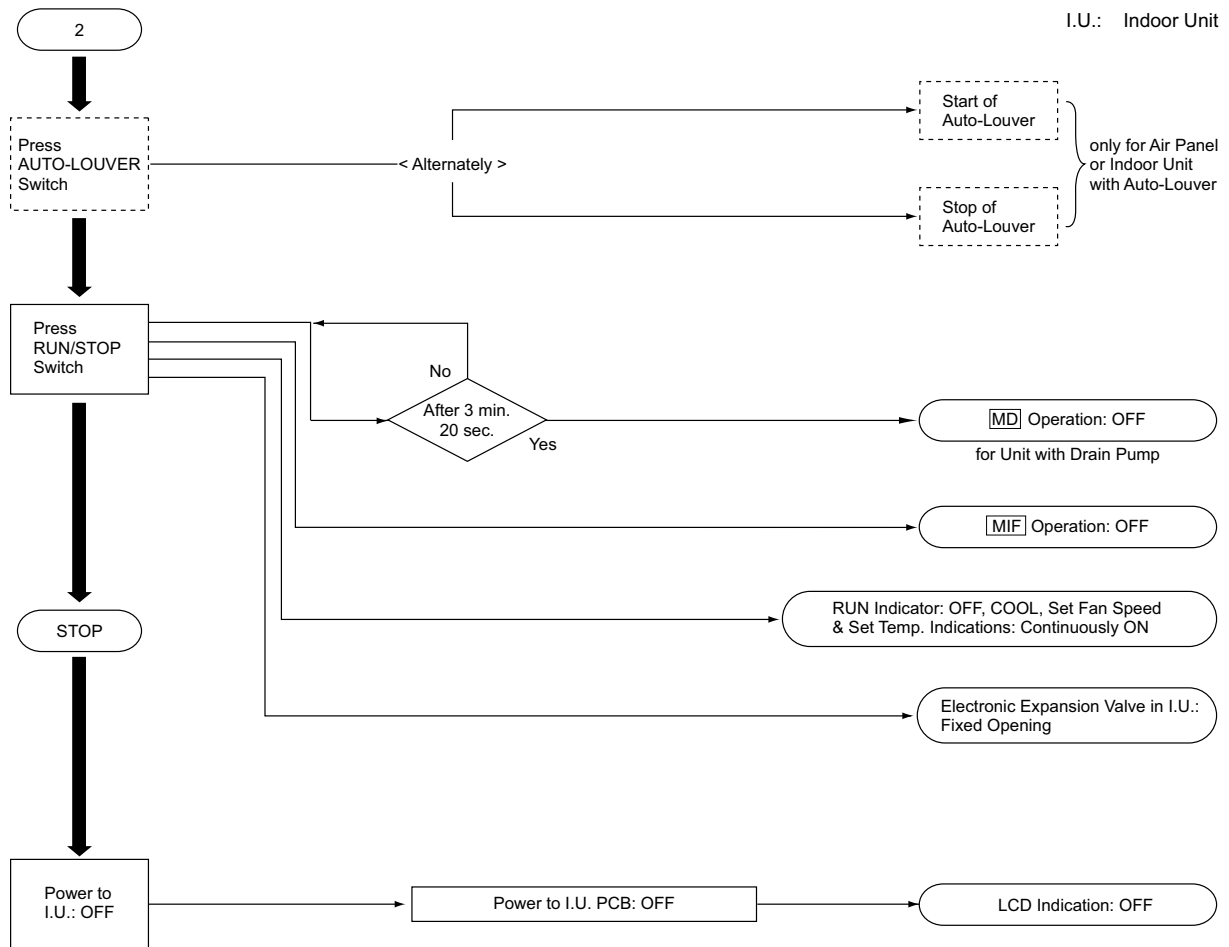 I.U.: Indoor Unit
2
Press
AUTO-LOUVER
Switch
< Alternately >
Start of
Auto-Louver
Stop of
Auto-Louver
only for Air Panel
or Indoor Unit
with Auto-Louver
Press
RUN/STOP
Switch
No
After 3 min.
20 sec.
Yes
MD Operation: OFF
for Unit with Drain Pump
MIF Operation: OFF
RUN Indicator: OFF, COOL, Set Fan Speed
& Set Temp. Indications: Continuously ON
STOP
Electronic Expansion Valve in I.U.:
Fixed Opening
Power to
I.U.: OFF
Power to I.U. PCB: OFF
LCD Indication: OFF